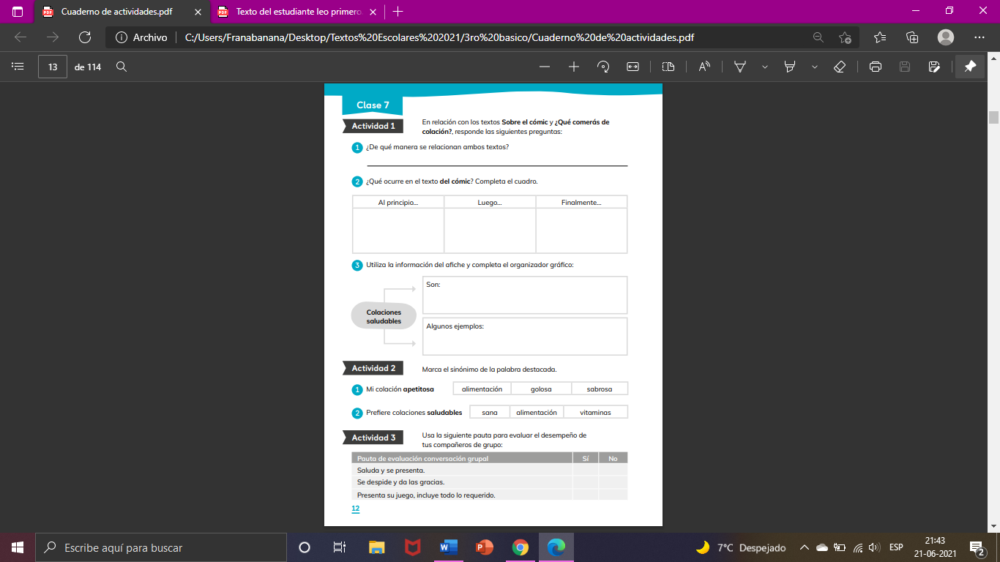 Cuaderno de actividades.pdf
Texto del estudiante leo primero.
Archivo
C:/Users/Franabanana/Desktop/Textos%20Escolares%202021/3ro%20basico/Cuaderno%20de%20actividades.pdf
13 de 114
Clase 7
Actividad 1
En relación con los textos Sobre el cómic y ¿Qué comerás de
colación?, responde las siguientes preguntas:
1 ¿De qué manera se relacionan ambos textos?
2 ¿Qué ocurre en el texto del cómic? Completa el cuadro.
Al principio... Luego... Finalmente...
3 Utiliza la información del afiche y completa el organizador gráfico:
Son:
Colaciones
saludables
Algunos ejemplos:
Actividad 2
Marca el sinónimo de la palabra destacada.
1 Mi colación apetitosa alimentación golosa sabrosa
2 Prefiere colaciones saludables sana alimentación vitaminas
Actividad 3
Usa la siguiente pauta para evaluar el desempeño de
tus compañeros de grupo:
Pauta de evaluación conversación grupal Sí No
Saluda y se presenta.
Se despide y da las gracias.
Presenta su juego, incluye todo lo requerido.
12
Escribe aquí para buscar
7°C Despejado
ESP
21:43
21-06-2021
2